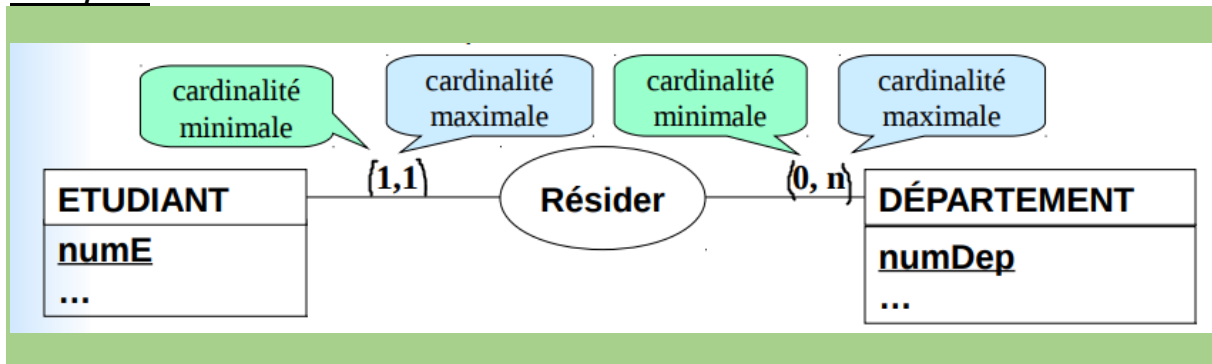 cardinalité
minimale
cardinalité
maximale
cardinalité
minimale
cardinalité
maximale
ETUDIANT
(1,1)
Résider
(0, n)
DÉPARTEMENT
numE
...
numDep
...